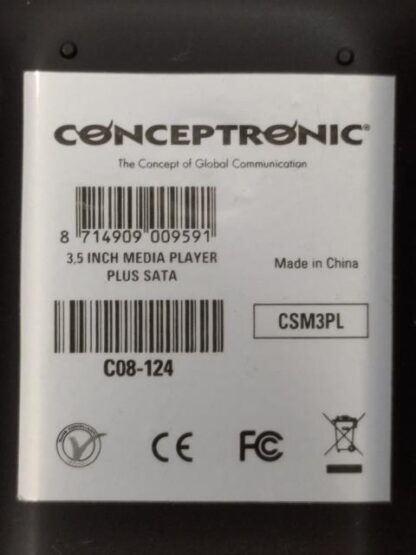 CONCEPTRONIC®
The Concept of Global Communication
8 714909 009591
3,5 INCH MEDIA PLAYER
PLUS SATA
Made in China
CSM3PL
C08-124
CE FC